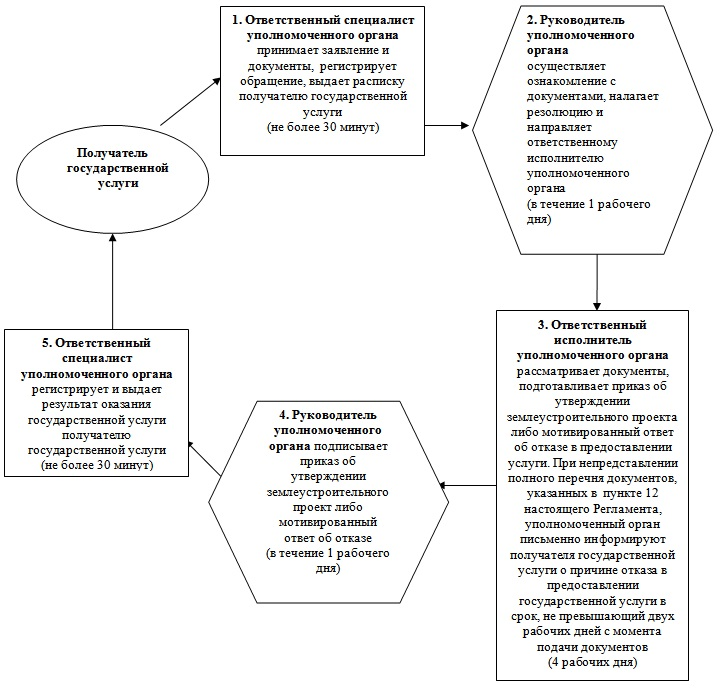 Получатель
государственной
услуги
1. Ответственный специалист
уполномоченного органа
принимает заявление и
документы, регистрирует
обращение, выдает расписку
получателю государственной
услуги
(не более 30 минут)
2. Руководитель
уполномоченного
органа
осуществляет
ознакомление с
документами, налагает
резолюцию и
направляет
ответственному
исполнителю
уполномоченного
органа
(в течение 1 рабочего
дня)
3. Ответственный
исполнитель
уполномоченного органа
рассматривает документы,
подготавливает приказ об
утверждении
землеустроительного проекта
либо мотивированный ответ
об отказе в предоставлении
услуги. При непредставлении
полного перечня документов,
указанных в пункте 12
настоящего Регламента,
уполномоченный орган
письменно информируют
получателя государственной
услуги о причине отказа в
предоставлении
государственной услуги в
срок, не превышающий двух
рабочих дней с момента
подачи документов
(4 рабочих дня)
4. Руководитель
уполномоченного
органа подписывает
приказ об
утверждении
землеустроительного
проект либо
мотивированный
ответ об отказе
(в течение 1 рабочего
дня)
5. Ответственный
специалист
уполномоченного органа
регистрирует и выдает
результат оказания
государственной услуги
получателю
государственной услуги
(не более 30 минут)